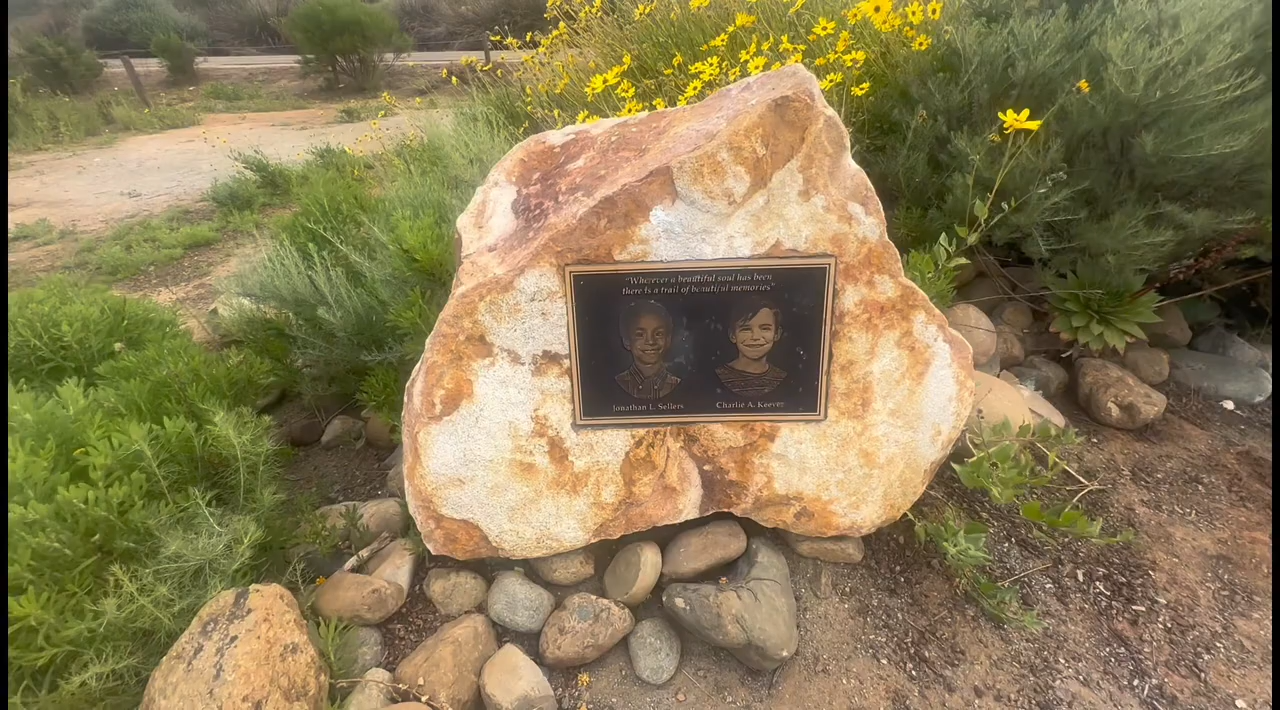 "Wherever a beautiful soul has been
there is a trail of beautiful memories"
Jonathan L. Sellers
Charlie A. Keever